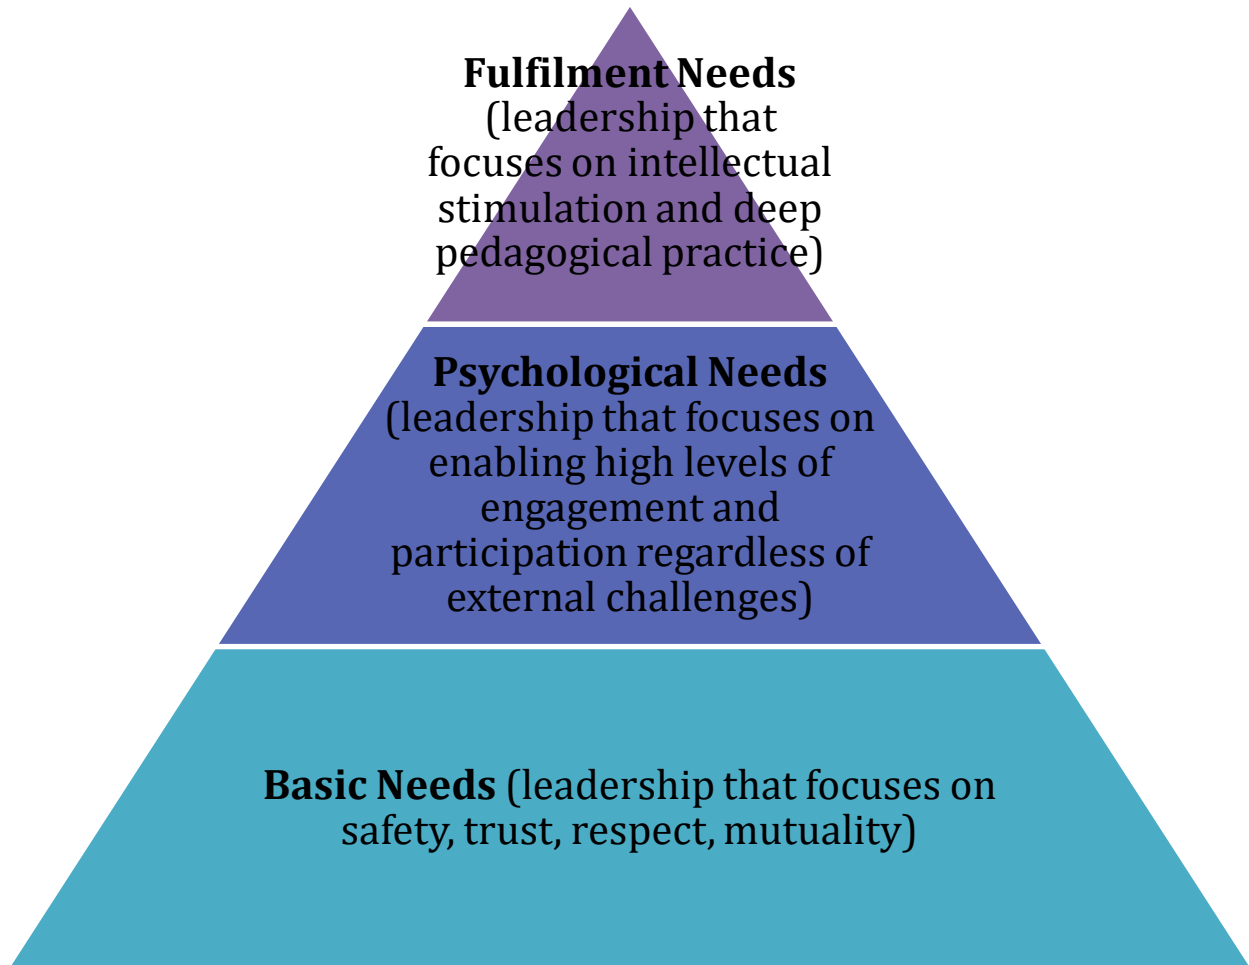 Fulfilment Needs
(leadership that
focuses on intellectual
stimulation and deep
pedagogical practice)
Psychological Needs
(leadership that focuses on
enabling high levels of
engagement and
participation regardless of
external challenges)
Basic Needs (leadership that focuses on
safety, trust, respect, mutuality)